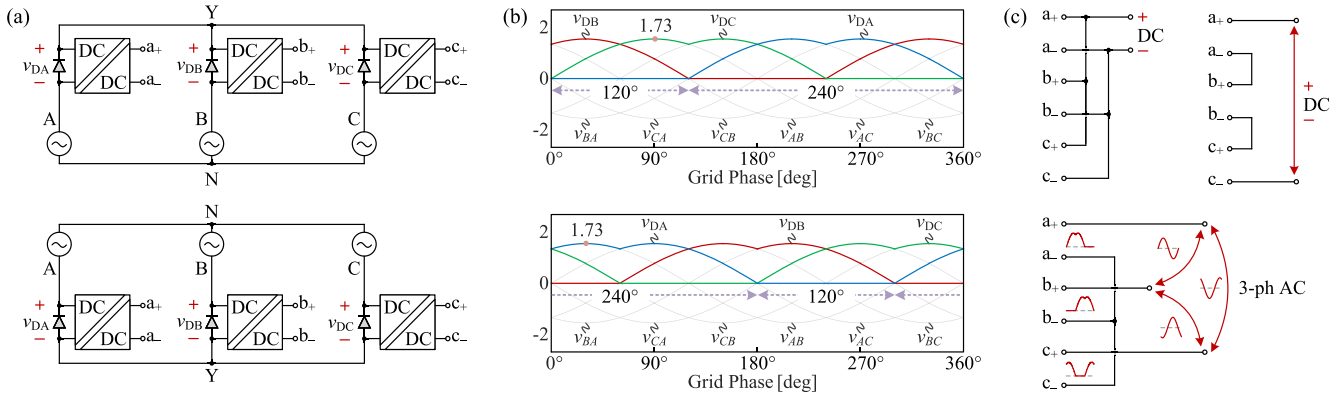 (a)
Y
+ DC a+
vDA
− DC a−
+ DC b+
vDB
− DC b−
+ DC c+
vDC
− DC c−
A B C
N
N
A B C
+ DC a+
vDA
− DC a−
+ DC b+
vDB
− DC b−
+ DC c+
vDC
− DC c−
Y
(b)
2
0
-2
vDB 1.73 vDC vDA
120° 240°
vBA vCA vCB vAB vAC vBC
0° 90° 180° 270° 360°
Grid Phase [deg]
2
0
-2
1.73 vDA vDB vDC
240° 120°
vBA vCA vCB vAB vAC vBC
0° 90° 180° 270° 360°
Grid Phase [deg]
(c)
a+
a−
b+
b−
c+
c−
+
DC
−
a+
a−
b+
b−
c+
c−
+
DC
−
a+
a−
b+
b−
c+
c−
3-ph AC